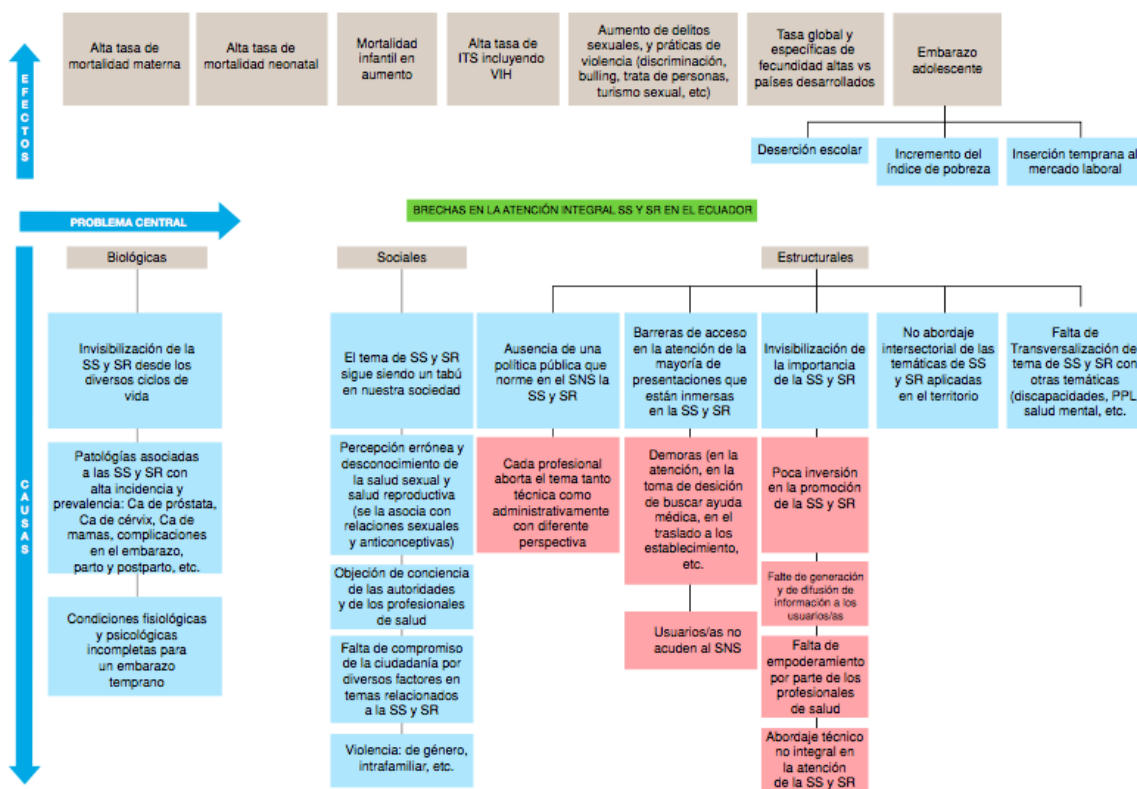 EFECTOS
Alta tasa de
mortalidad materna
Alta tasa de
mortalidad neonatal
Mortalidad
infantil en
aumento
Alta tasa de
ITS incluyendo
VIH
Aumento de delitos
sexuales, y práticas de
violencia (discriminación,
bulling, trata de personas,
turismo sexual, etc)
Tasa global y
específicas de
fecundidad altas vs
países desarrollados
Embarazo
adolescente
Deserción escolar
Incremento del
índice de pobreza
Inserción temprana al
mercado laboral
PROBLEMA CENTRAL
BRECHAS EN LA ATENCIÓN INTEGRAL SS Y SR EN EL ECUADOR
CAUSAS
Biológicas
Invisibilización de la
SS y SR desde los
diversos ciclos de
vida
Patológías asociadas
a las SS y SR con
alta incidencia y
prevalencia: Ca de próstata,
Ca de cérvix, Ca de
mamas, complicaciones
en el embarazo,
parto y postparto, etc.
Condiciones fisiológicas
y psicológicas
incompletas para
un embarazo
temprano
Sociales
El tema de SS y SR
sigue siendo un tabú
en nuestra sociedad
Percepción errónea y
desconocimiento de
la salud sexual y
salud reproductiva
(se la asocia con
relaciones sexuales
y anticonceptivas)
Objeción de conciencia
de las autoridades
y de los profesionales
de salud
Falta de compromiso
de la ciudadanía por
diversos factores en
temas relacionados
a la SS y SR
Violencia: de género,
intrafamiliar, etc.
Estructurales
Ausencia de una
política pública que
norme en el SNS la
SS y SR
Cada profesional
aborta el tema tanto
técnica como
administrativamente
con diferente
perspectiva
Barreras de acceso
en la atención de la
mayoría de
presentaciones que
están inmersas
en la SS y SR
Demoras (en la
atención, en la
toma de desición
de buscar ayuda
médica, en el
traslado a los
establecimiento,
etc.
Usuarios/as no
acuden al SNS
Invisibilización de
la importancia de
la SS y SR
Poca inversión
en la promoción
de la SS y SR
Falte de generación
y de difusión de
información a los
usuarios/as
Falta de
empoderamiento
por parte de los
profesionales
de salud
Abordaje técnico
no integral en
la atención
de la SS y SR
No abordaje
intersectorial de las
temáticas de SS
y SR aplicadas
en el territorio
Falta de
Transversalización del
tema de SS y SR con
otras temáticas
(discapacidades, PPL,
salud mental, etc.